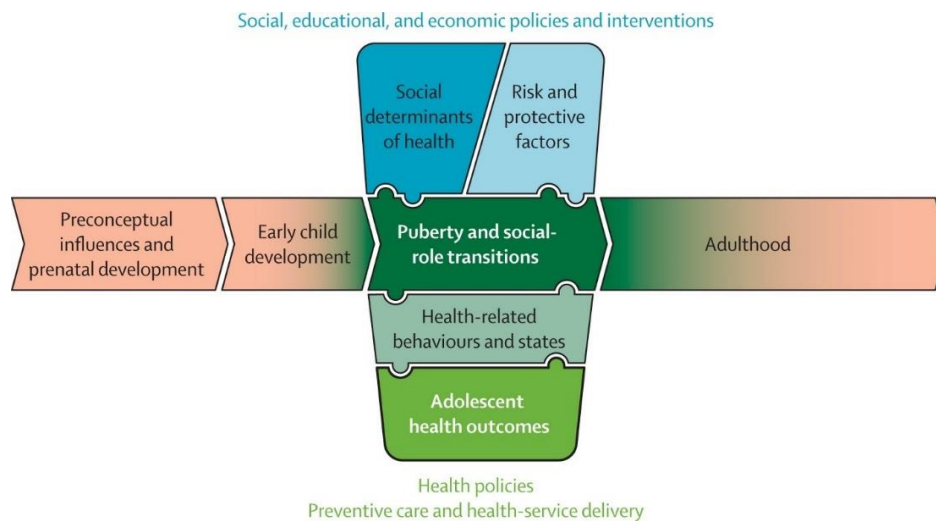 Social, educational, and economic policies and interventions
Social
determinants
of health
Risk and
protective
factors
Preconceptual
influences and
prenatal development
Early child
development
Puberty and social-
role transitions
Adulthood
Health-related
behaviours and states
Adolescent
health outcomes
Health policies
Preventive care and health-service delivery